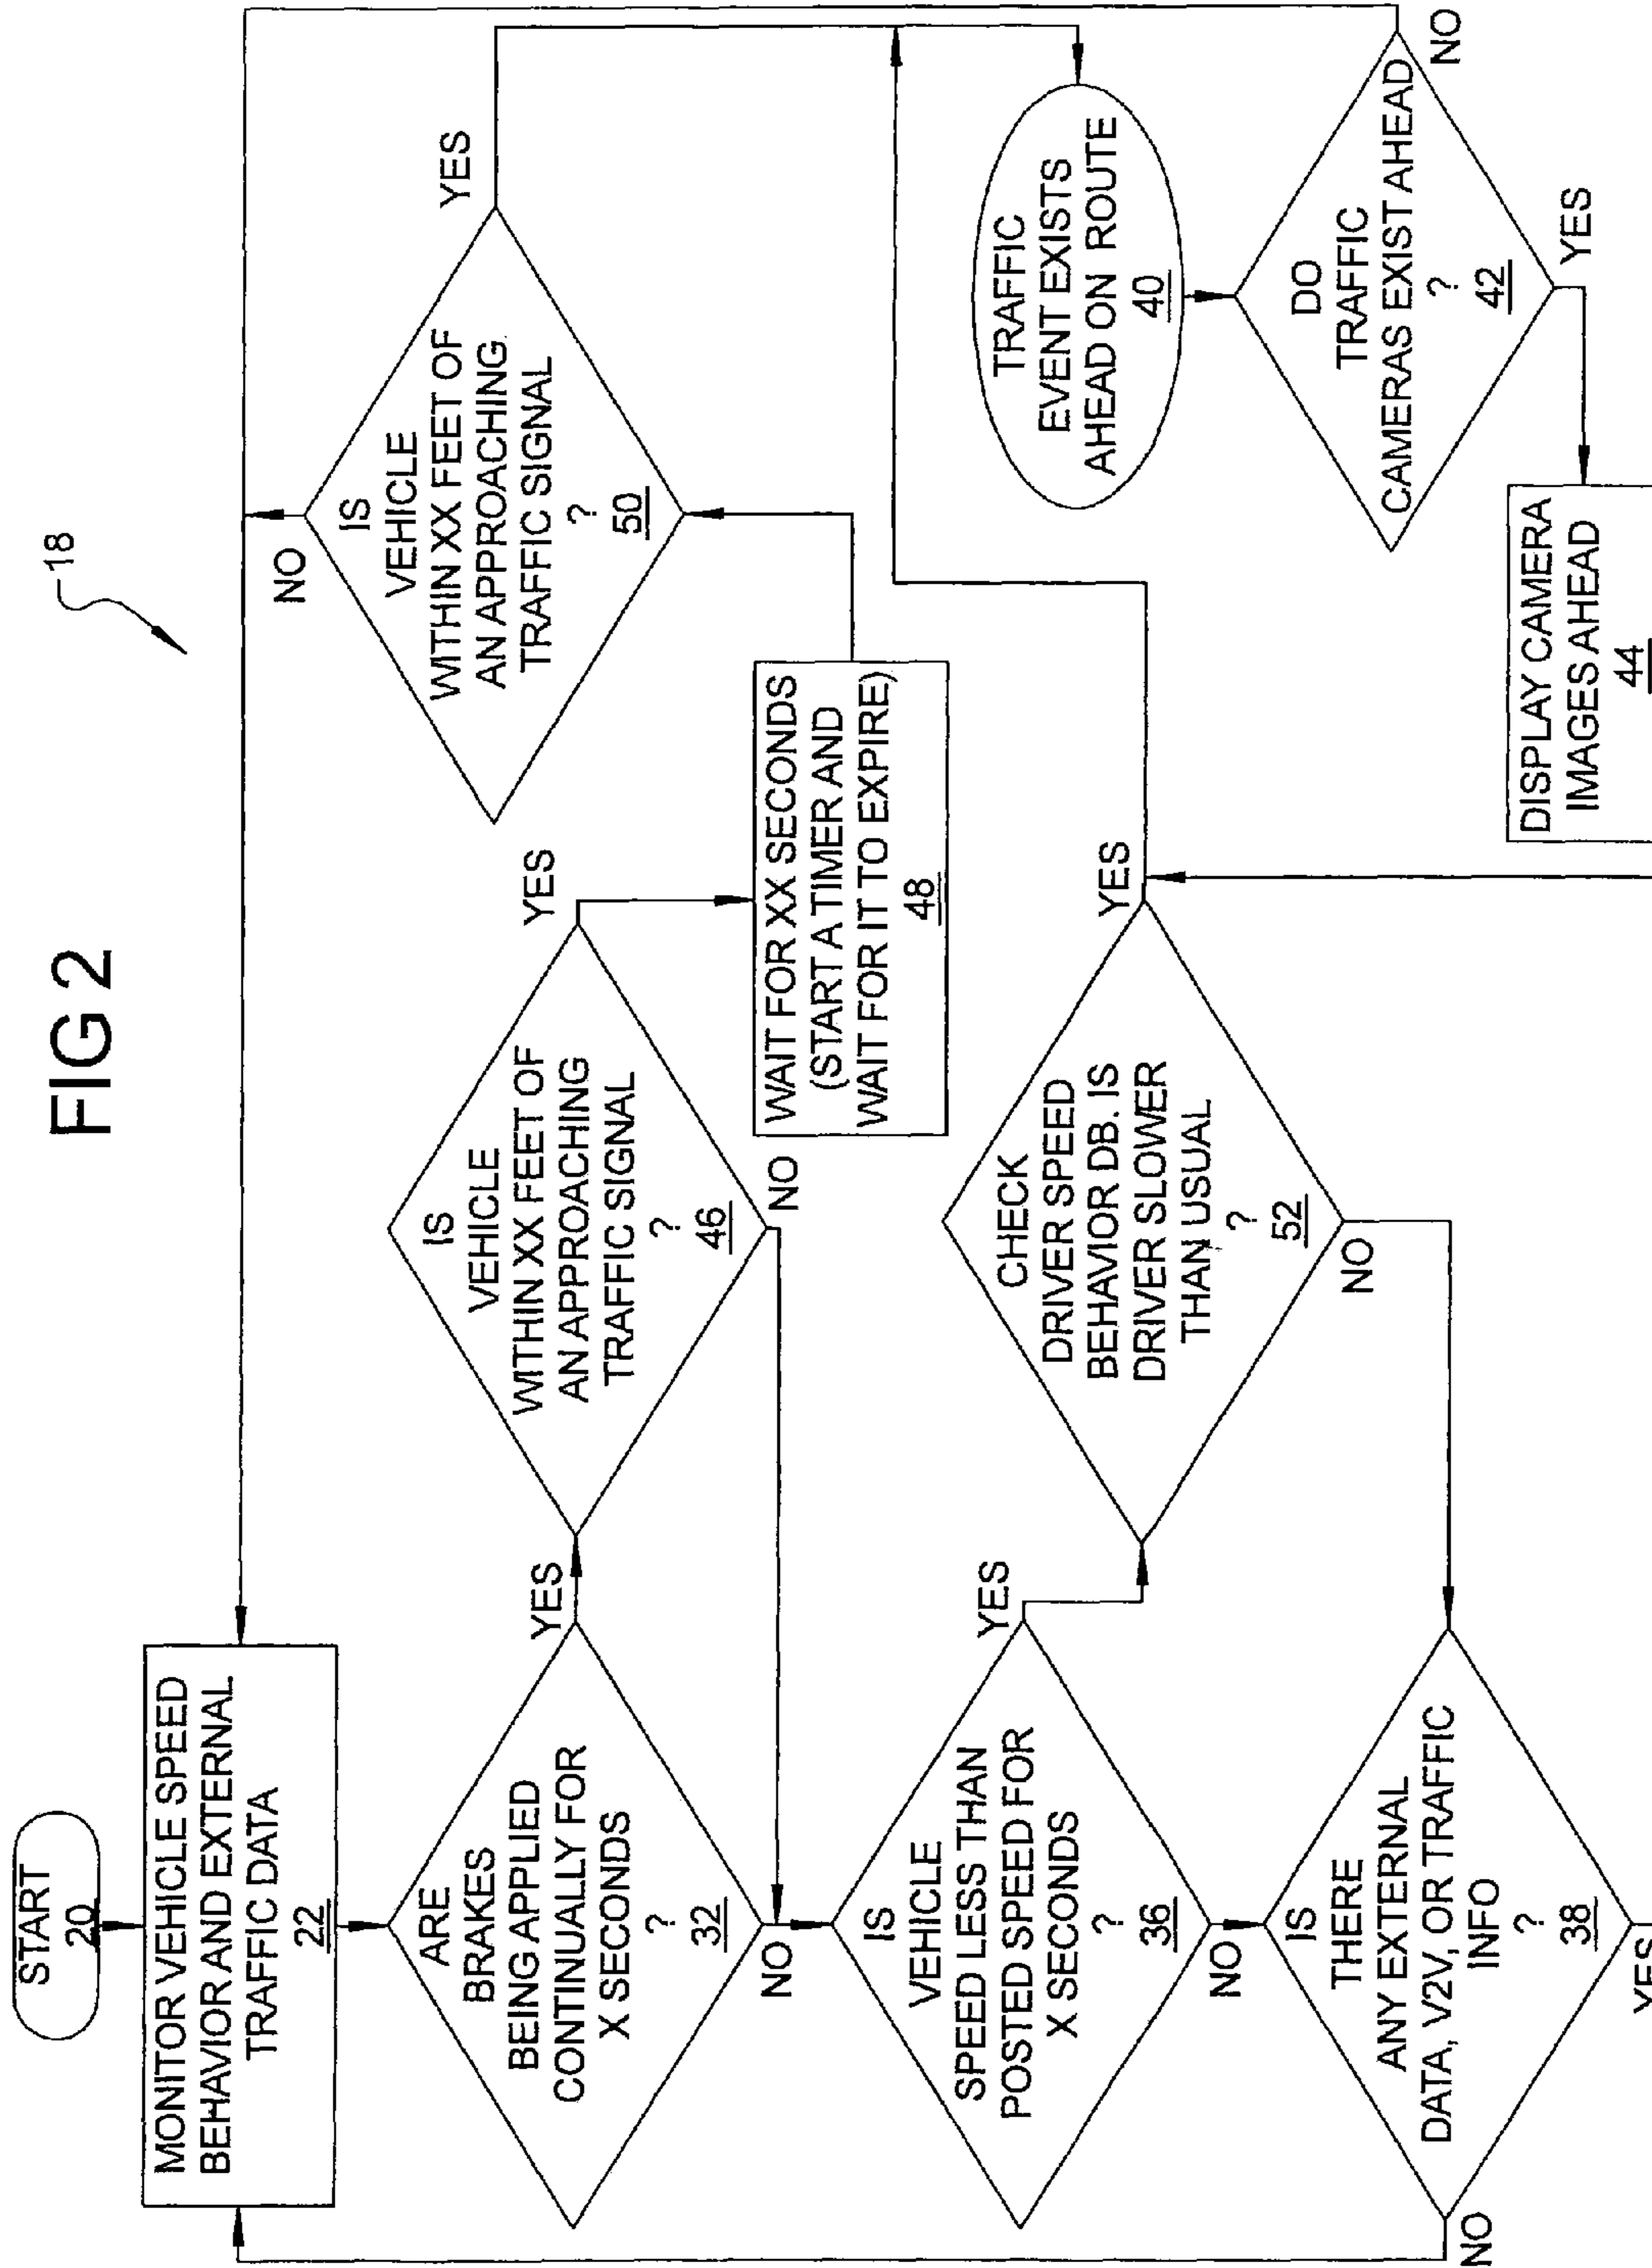 FIG 2
18
START
20
MONITOR VEHICLE SPEED
BEHAVIOR AND EXTERNAL
TRAFFIC DATA
22
ARE
BRAKES
BEING APPLIED
CONTINUALLY FOR
X SECONDS
?
32
YES
NO
IS
VEHICLE
WITHIN XX FEET OF
AN APPROACHING
TRAFFIC SIGNAL
?
46
YES
NO
WAIT FOR XX SECONDS
(START A TIMER AND
WAIT FOR IT TO EXPIRE)
48
IS
VEHICLE
WITHIN XX FEET OF
AN APPROACHING
TRAFFIC SIGNAL
?
50
NO
YES
IS
VEHICLE
SPEED LESS THAN
POSTED SPEED FOR
X SECONDS
?
36
YES
NO
CHECK
DRIVER SPEED
BEHAVIOR DB. IS
DRIVER SLOWER
THAN USUAL
?
52
YES
NO
IS
THERE
ANY EXTERNAL
DATA, V2V, OR TRAFFIC
INFO
?
38
NO
YES
TRAFFIC
EVENT EXISTS
AHEAD ON ROUTE
40
DO
TRAFFIC
CAMERAS EXIST AHEAD
?
42
NO
YES
DISPLAY CAMERA
IMAGES AHEAD
44